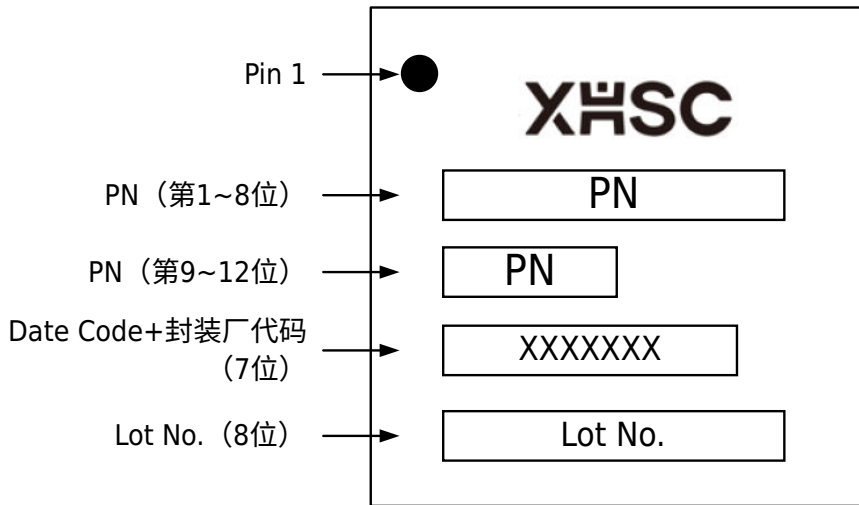 Pin 1
XHSC
PN（第1~8位）
PN
PN（第9~12位）
PN
Date Code+封装厂代码
（7位）
XXXXXXX
Lot No.（8位）
Lot No.